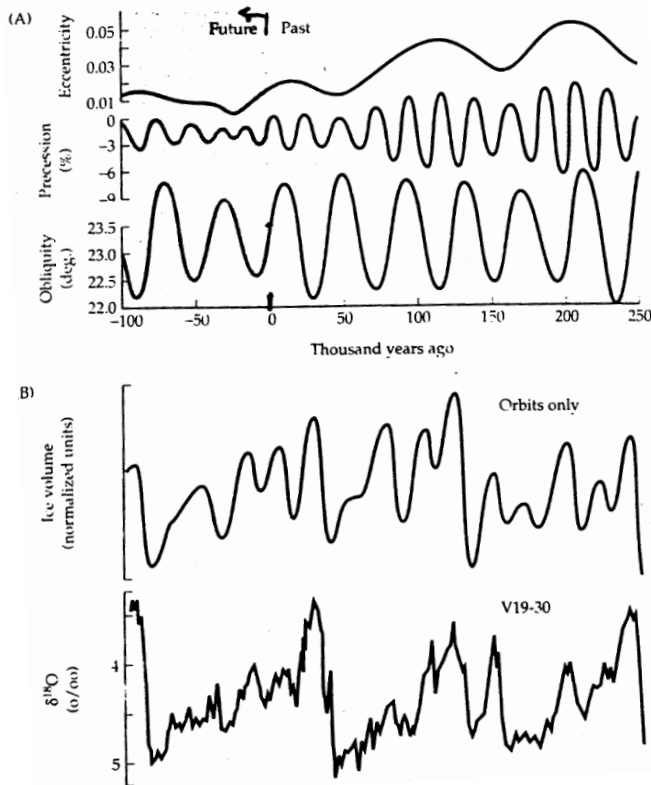 (A)
Future Past
Eccentricity
0.05
0.03
0.01
Precession
(%)
0
−3
−6
−9
Obliquity
(deg.)
23.5
23.0
22.5
22.0
−100 −50 0 50 100 150 200 250
Thousand years ago
B)
Orbits only
Ice volume
(normalized units)
V19-30
δ¹⁸O
(o/oo)
4
5